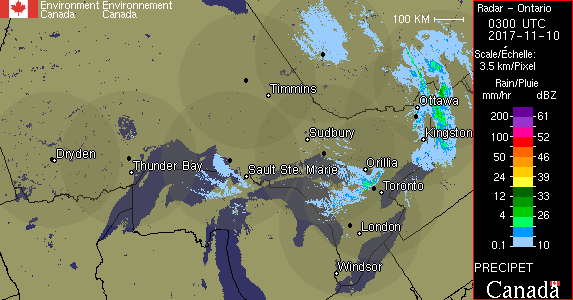 Environment Environnement
Canada Canada
100 KM
Timmins
Ottawa
Sudbury
Kingston
Dryden
Thunder Bay
Sault Ste. Marie
Orillia
Toronto
London
Windsor
Radar - Ontario
0300 UTC
2017-11-10
Scale/Échelle:
3.5 km/Pixel
Rain/Pluie
mm/hr dBZ
200 61
100 52
50 46
24 39
12 33
4 26
0.1 10
PRECIPET
Canada